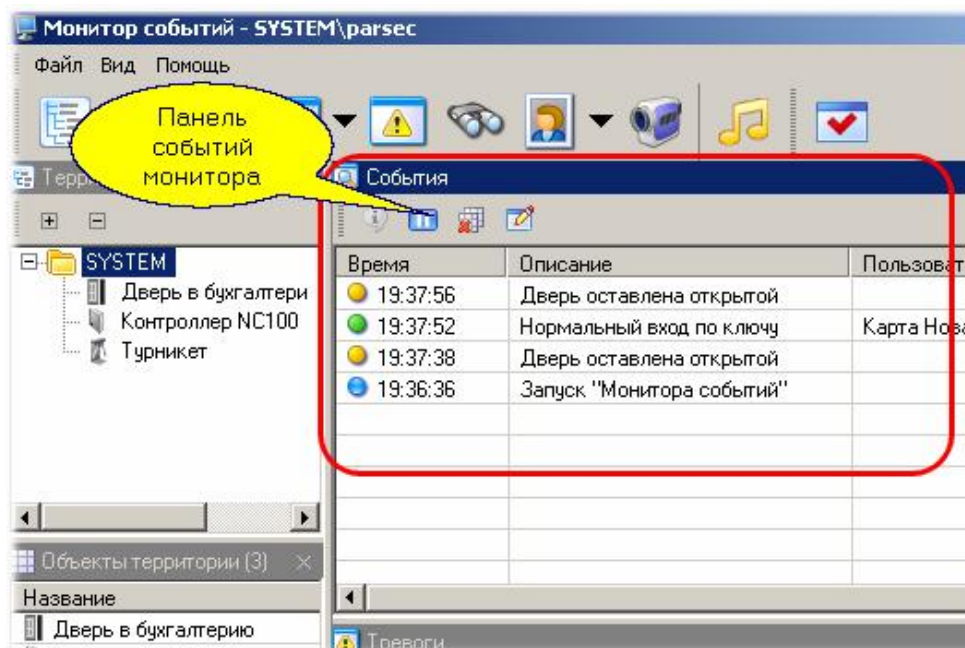 Монитор событий - SYSTEM\parsec
Файл Вид Помощь
Панель
событий
монитора
События
SYSTEM
Дверь в бухгалтери
Контроллер NC100
Турникет
Время Описание Пользоват
19:37:56 Дверь оставлена открытой
19:37:52 Нормальный вход по ключу Карта Нова
19:37:38 Дверь оставлена открытой
19:36:36 Запуск "Монитора событий"
Объекты территории (3)
Название
Дверь в бухгалтерию
Тревоги